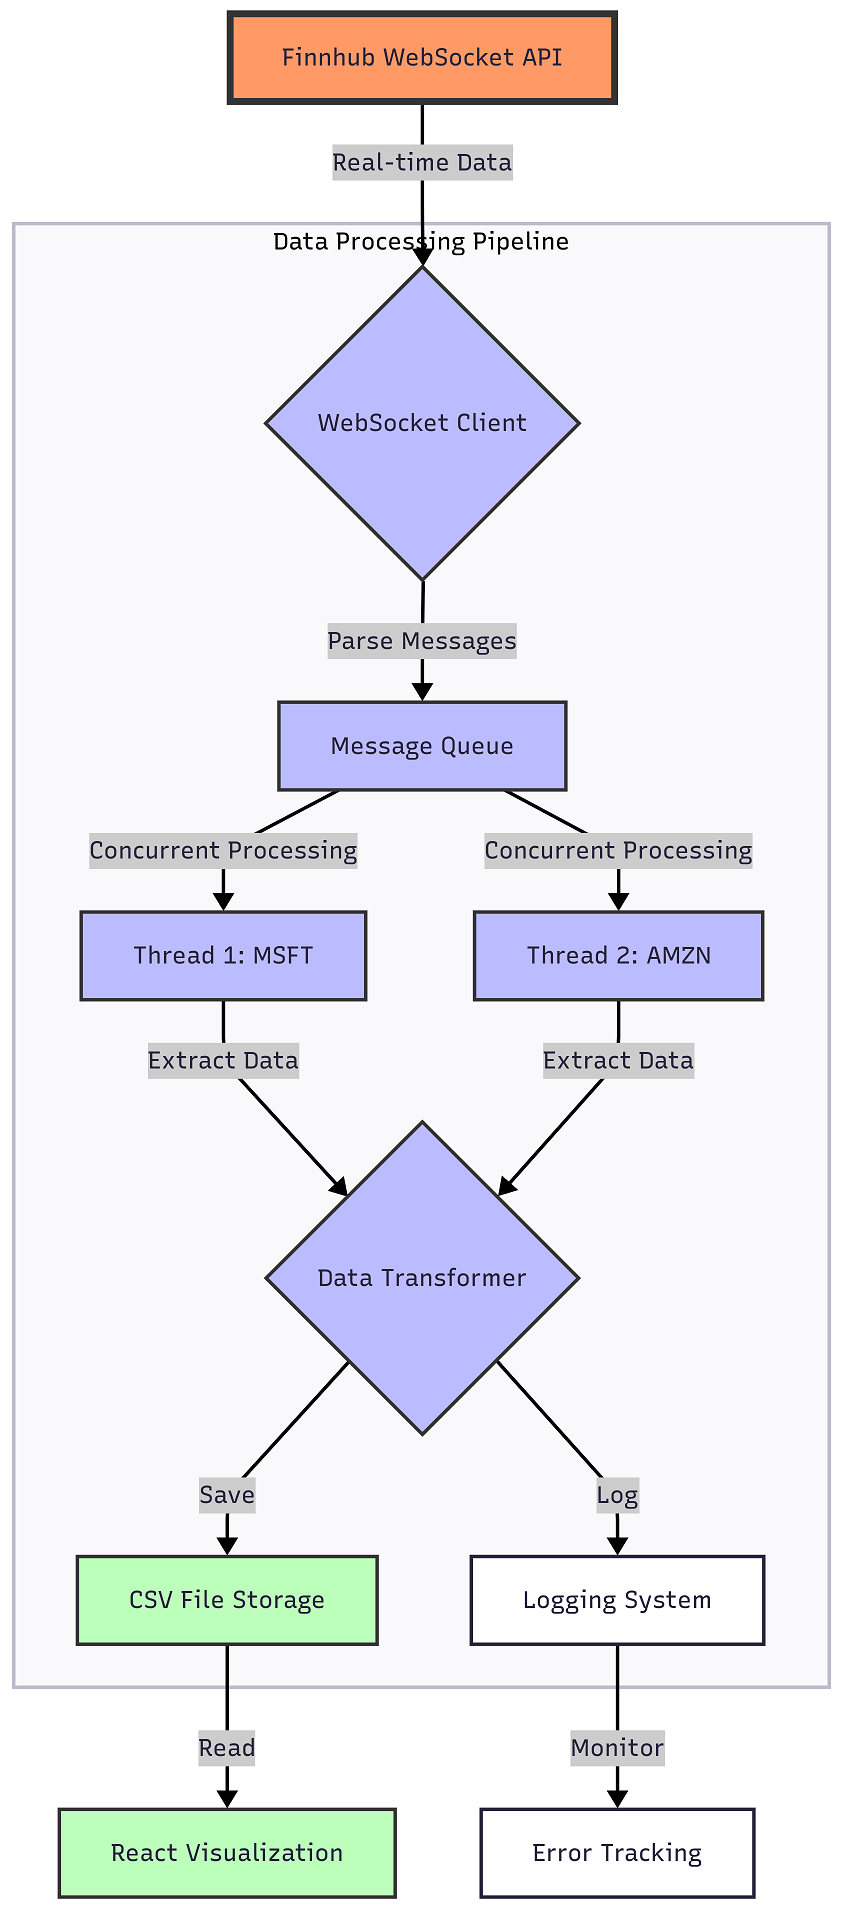 Finnhub WebSocket API
Real-time Data
Data Processing Pipeline
WebSocket Client
Parse Messages
Message Queue
Concurrent Processing
Concurrent Processing
Thread 1: MSFT
Thread 2: AMZN
Extract Data
Extract Data
Data Transformer
Save
Log
CSV File Storage
Logging System
Read
Monitor
React Visualization
Error Tracking